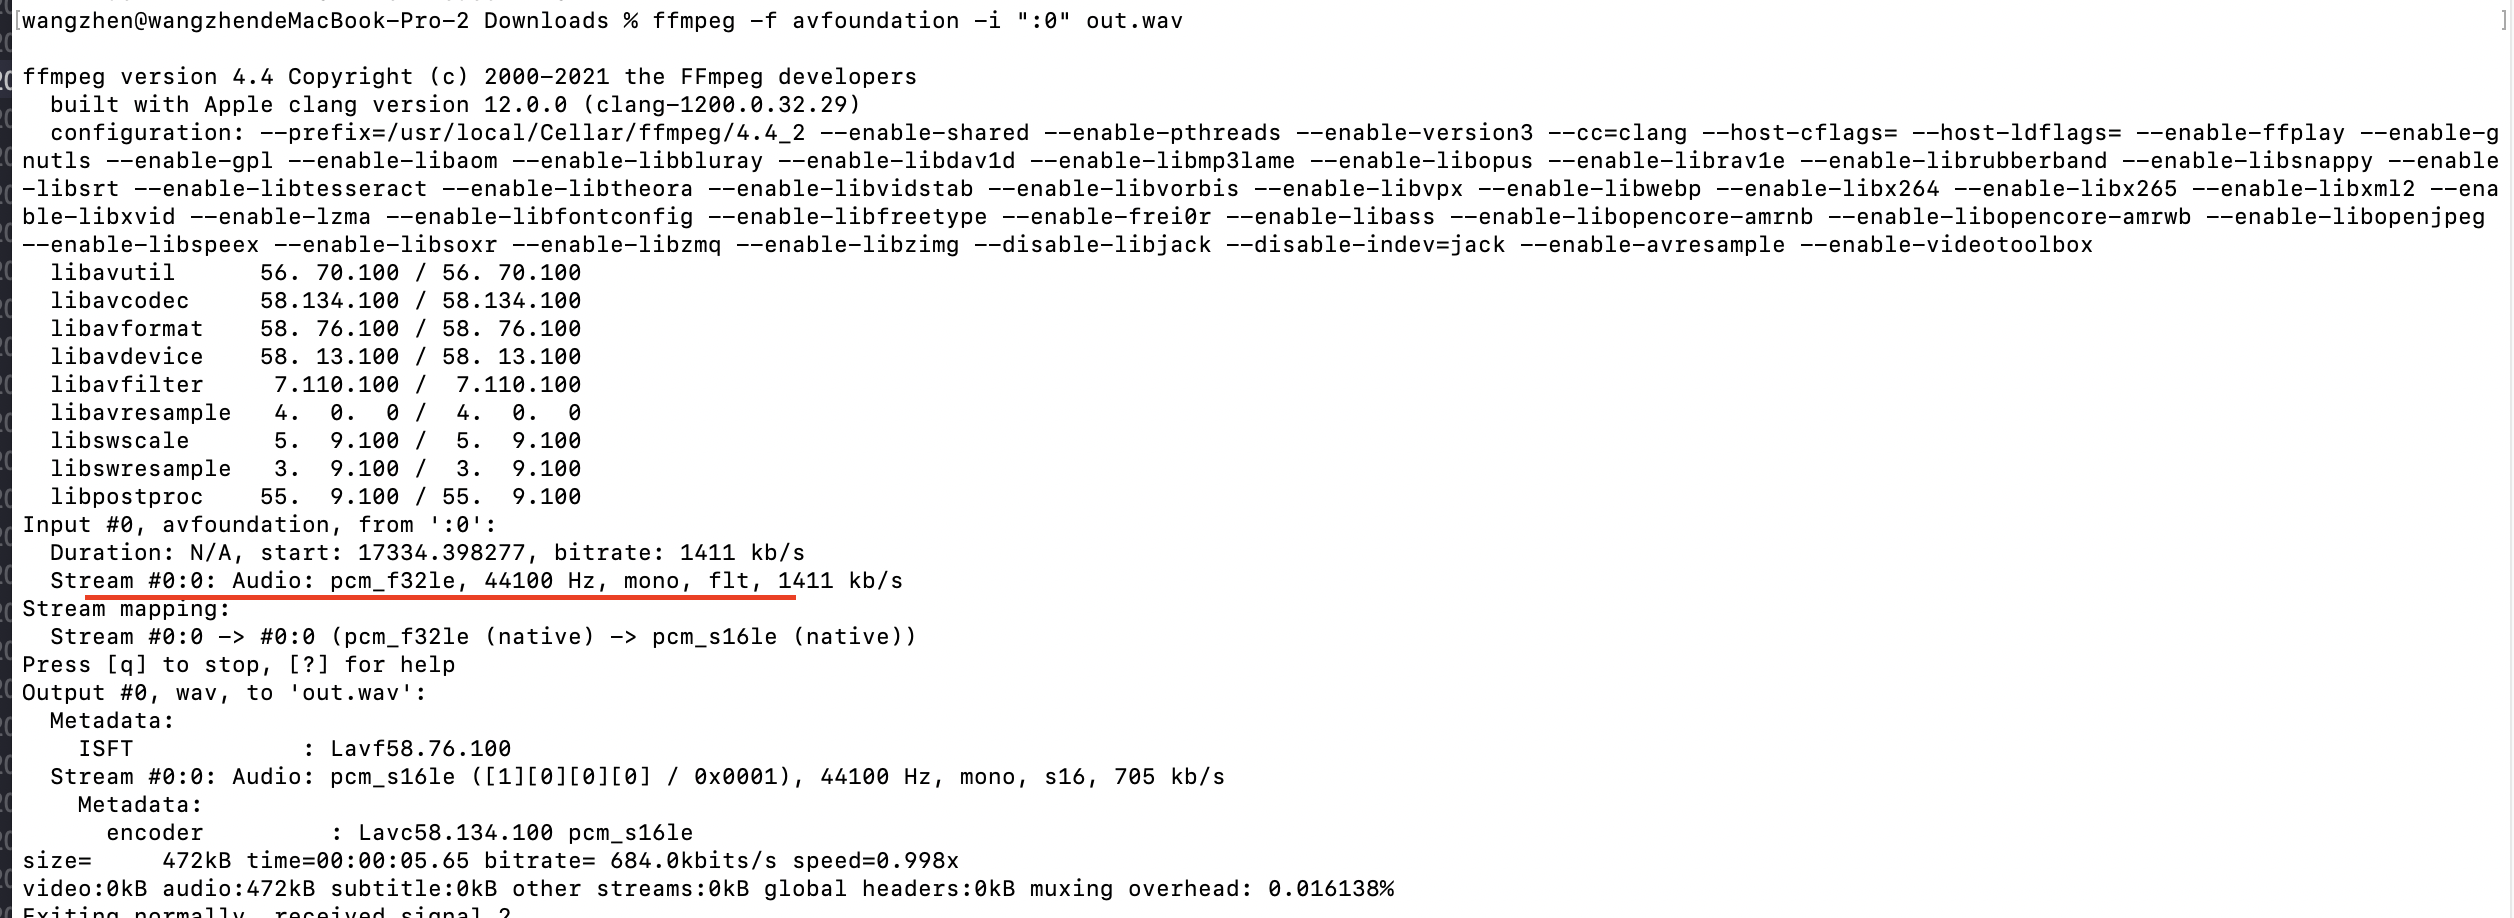 [wangzhen@wangzhendeMacBook-Pro-2 Downloads % ffmpeg -f avfoundation -i ":0" out.wav ]
ffmpeg version 4.4 Copyright (c) 2000-2021 the FFmpeg developers
built with Apple clang version 12.0.0 (clang-1200.0.32.29)
configuration: --prefix=/usr/local/Cellar/ffmpeg/4.4_2 --enable-shared --enable-pthreads --enable-version3 --cc=clang --host-cflags= --host-ldflags= --enable-ffplay --enable-g
nutls --enable-gpl --enable-libaom --enable-libbluray --enable-libdav1d --enable-libmp3lame --enable-libopus --enable-librav1e --enable-librubberband --enable-libsnappy --enable
-libsrt --enable-libtesseract --enable-libtheora --enable-libvidstab --enable-libvorbis --enable-libvpx --enable-libwebp --enable-libx264 --enable-libx265 --enable-libxml2 --ena
ble-libxvid --enable-lzma --enable-libfontconfig --enable-libfreetype --enable-frei0r --enable-libass --enable-libopencore-amrnb --enable-libopencore-amrwb --enable-libopenjpeg
--enable-libspeex --enable-libsoxr --enable-libzmq --enable-libzimg --disable-libjack --disable-indev=jack --enable-avresample --enable-videotoolbox
libavutil      56. 70.100 / 56. 70.100
libavcodec     58.134.100 / 58.134.100
libavformat    58. 76.100 / 58. 76.100
libavdevice    58. 13.100 / 58. 13.100
libavfilter     7.110.100 /  7.110.100
libavresample   4.  0.  0 /  4.  0.  0
libswscale      5.  9.100 /  5.  9.100
libswresample   3.  9.100 /  3.  9.100
libpostproc    55.  9.100 / 55.  9.100
Input #0, avfoundation, from ':0':
Duration: N/A, start: 17334.398277, bitrate: 1411 kb/s
Stream #0:0: Audio: pcm_f32le, 44100 Hz, mono, flt, 1411 kb/s
Stream mapping:
Stream #0:0 -> #0:0 (pcm_f32le (native) -> pcm_s16le (native))
Press [q] to stop, [?] for help
Output #0, wav, to 'out.wav':
Metadata:
ISFT            : Lavf58.76.100
Stream #0:0: Audio: pcm_s16le ([1][0][0][0] / 0x0001), 44100 Hz, mono, s16, 705 kb/s
Metadata:
encoder         : Lavc58.134.100 pcm_s16le
size=     472kB time=00:00:05.65 bitrate= 684.0kbits/s speed=0.998x
video:0kB audio:472kB subtitle:0kB other streams:0kB global headers:0kB muxing overhead: 0.016138%
Exiting normally, received signal 2.